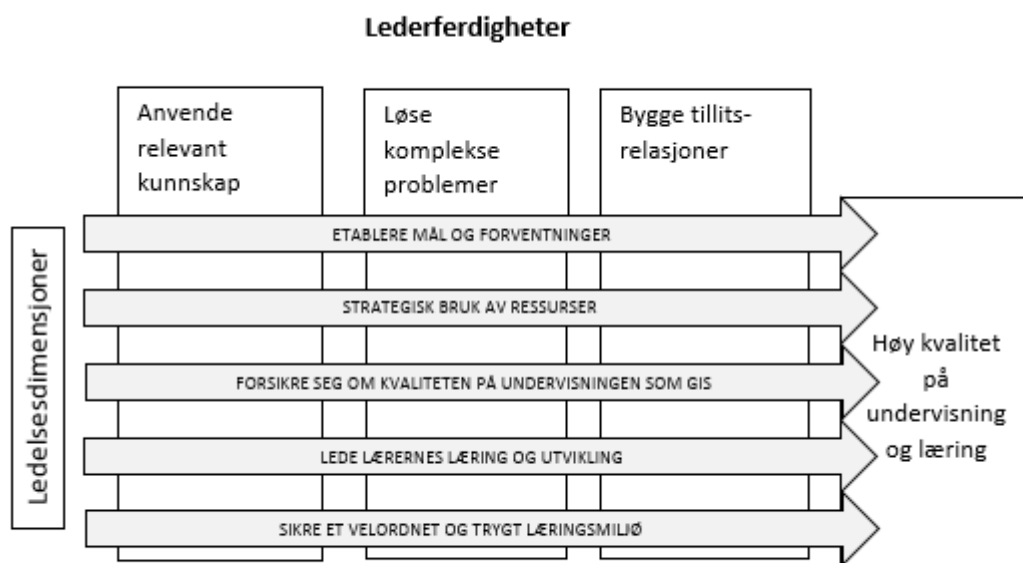 Lederferdigheter
Anvende
relevant
kunnskap
Løse
komplekse
problemer
Bygge tillits-
relasjoner
Ledelsesdimensjoner
ETABLERE MÅL OG FORVENTNINGER
STRATEGISK BRUK AV RESSURSER
FORSIKRE SEG OM KVALITETEN PÅ UNDERVISNINGEN SOM GIS
LEDE LÆRERNES LÆRING OG UTVIKLING
SIKRE ET VELORDNET OG TRYGT LÆRINGSMILJØ
Høy kvalitet
på
undervisning
og læring